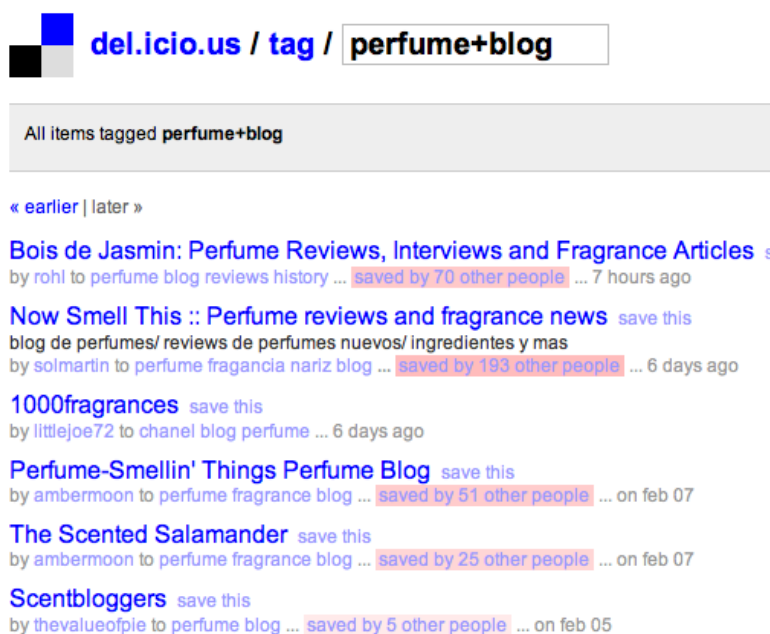 del.icio.us / tag / perfume+blog
All items tagged perfume+blog
« earlier | later »
Bois de Jasmin: Perfume Reviews, Interviews and Fragrance Articles
by rohl to perfume blog reviews history ... saved by 70 other people ... 7 hours ago
Now Smell This :: Perfume reviews and fragrance news save this
blog de perfumes/ reviews de perfumes nuevos/ ingredientes y mas
by solmartin to perfume fragancia nariz blog ... saved by 193 other people ... 6 days ago
1000fragrances save this
by littlejoe72 to chanel blog perfume ... 6 days ago
Perfume-Smellin' Things Perfume Blog save this
by ambermoon to perfume fragrance blog ... saved by 51 other people ... on feb 07
The Scented Salamander save this
by ambermoon to perfume fragrance blog ... saved by 25 other people ... on feb 07
Scentbloggers save this
by thevalueofpie to perfume blog ... saved by 5 other people ... on feb 05